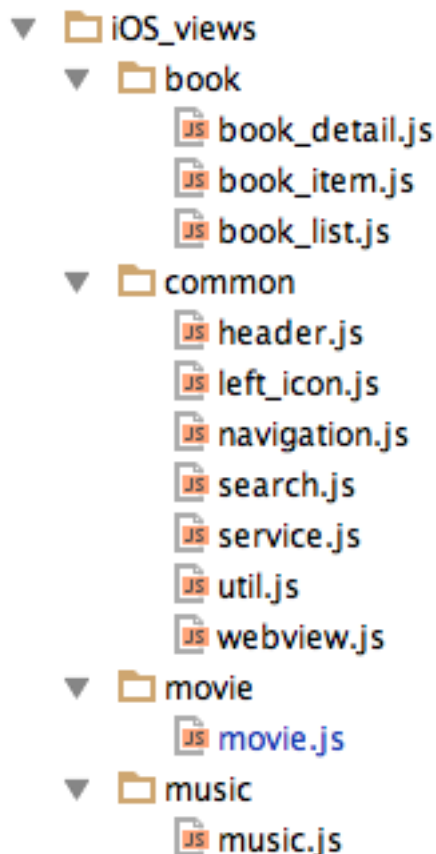 iOS_views
book
JS book_detail.js
JS book_item.js
JS book_list.js
common
JS header.js
JS left_icon.js
JS navigation.js
JS search.js
JS service.js
JS util.js
JS webview.js
movie
JS movie.js
music
JS music.js